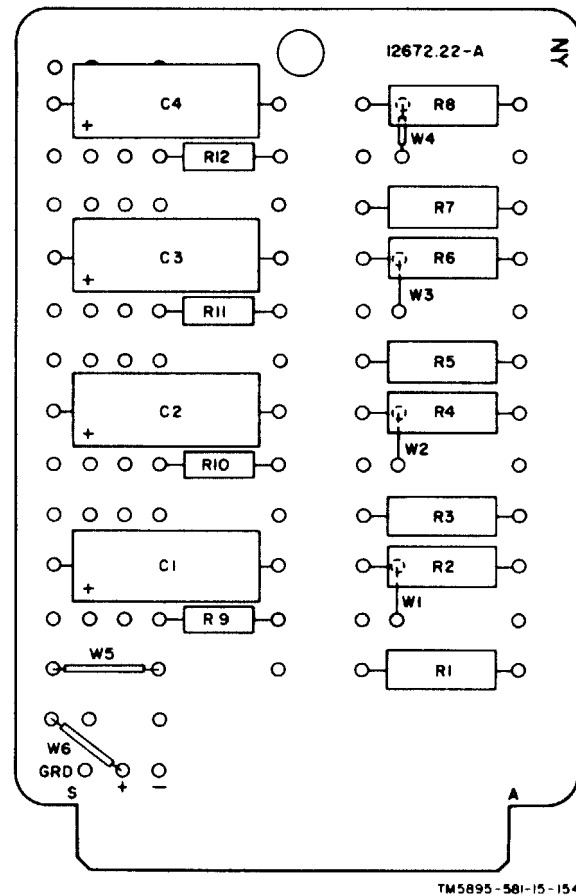 12672.22-A
NY
C4
+
R8
W4
R12
R7
C3
+
R6
W3
R11
R5
C2
+
R4
W2
R10
R3
C1
+
R2
W1
R9
W5
R1
W6
GRD
+
−
S
A
TM5895-581-15-154